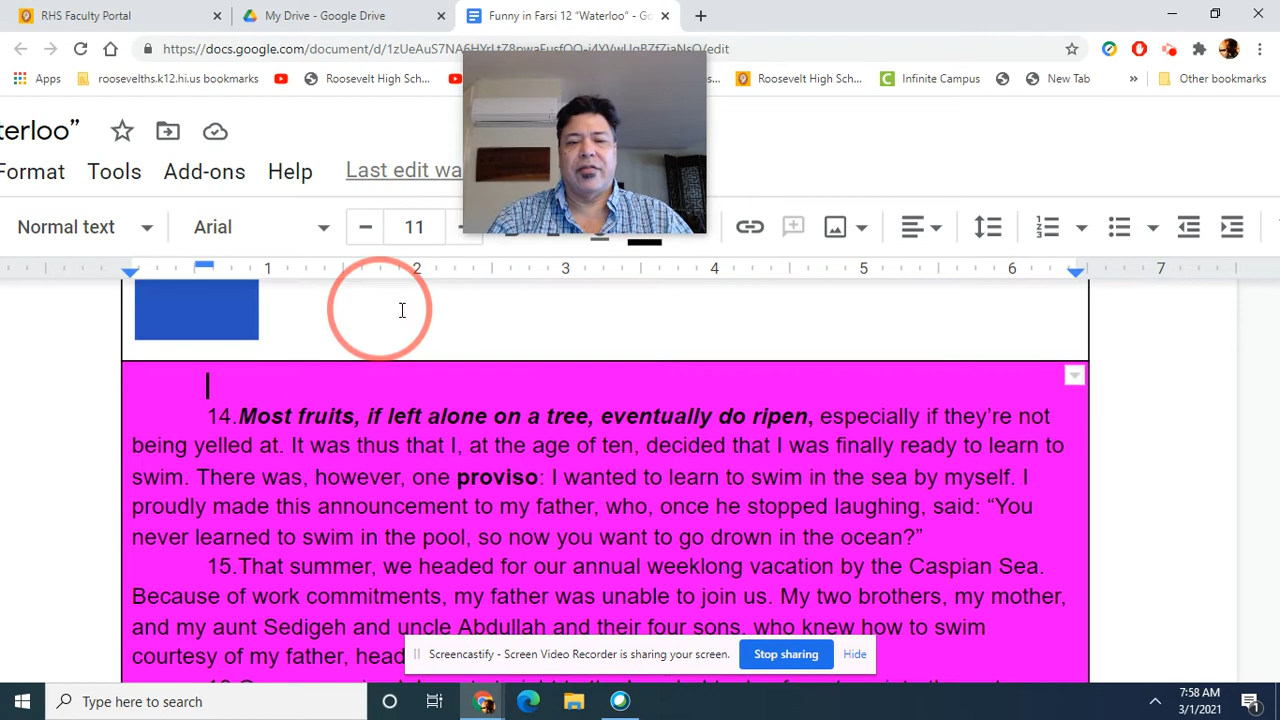 RHS Faculty Portal
My Drive - Google Drive
Funny in Farsi 12 “Waterloo” - Go
Apps
roosevelths.k12.hi.us bookmarks
Roosevelt High Sch...
Roosevelt High Sch...
Infinite Campus
New Tab
Other bookmarks
terloo”
Format
Tools
Add-ons
Help
Last edit wa
Normal text
Arial
11
1 2 3 4 5 6 7
14.Most fruits, if left alone on a tree, eventually do ripen, especially if they’re not
being yelled at. It was thus that I, at the age of ten, decided that I was finally ready to learn to
swim. There was, however, one proviso: I wanted to learn to swim in the sea by myself. I
proudly made this announcement to my father, who, once he stopped laughing, said: “You
never learned to swim in the pool, so now you want to go drown in the ocean?”
15.That summer, we headed for our annual weeklong vacation by the Caspian Sea.
Because of work commitments, my father was unable to join us. My two brothers, my mother,
and my aunt Sedigeh and uncle Abdullah and their four sons, who knew how to swim
courtesy of my father, head
Screencastify - Screen Video Recorder is sharing your screen.
Stop sharing
Hide
Type here to search
7:58 AM
3/1/2021
1